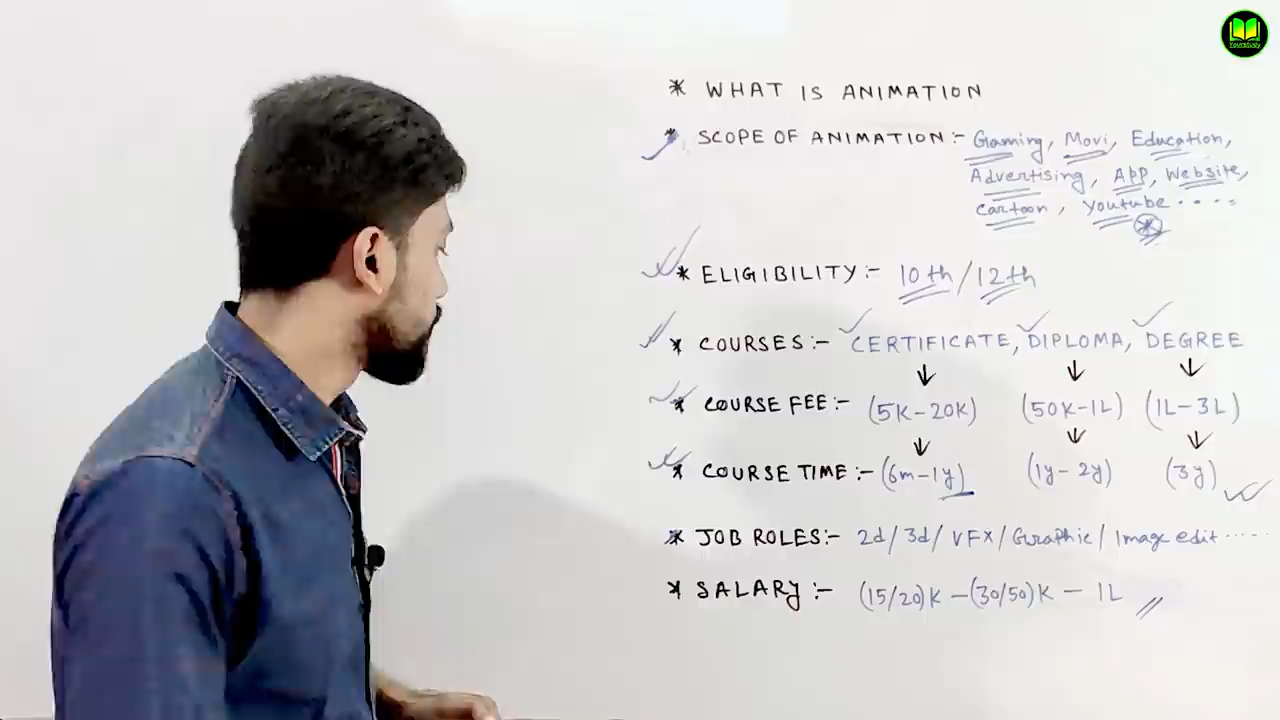 * WHAT IS ANIMATION
* SCOPE OF ANIMATION:- Gaming, Movi, Education,
Advertising, App, Website,
Cartoon, Youtube....
* ELIGIBILITY:- 10th/12th
* COURSES:- CERTIFICATE, DIPLOMA, DEGREE
* COURSE FEE:- (5K-20K) (50K-1L) (1L-3L)
* COURSE TIME:- (6m-1y) (1y-2y) (3y)
* JOB ROLES:- 2d/3d/VFX/Graphic/Image edit.....
* SALARY:- (15/20)K-(30/50)K-1L